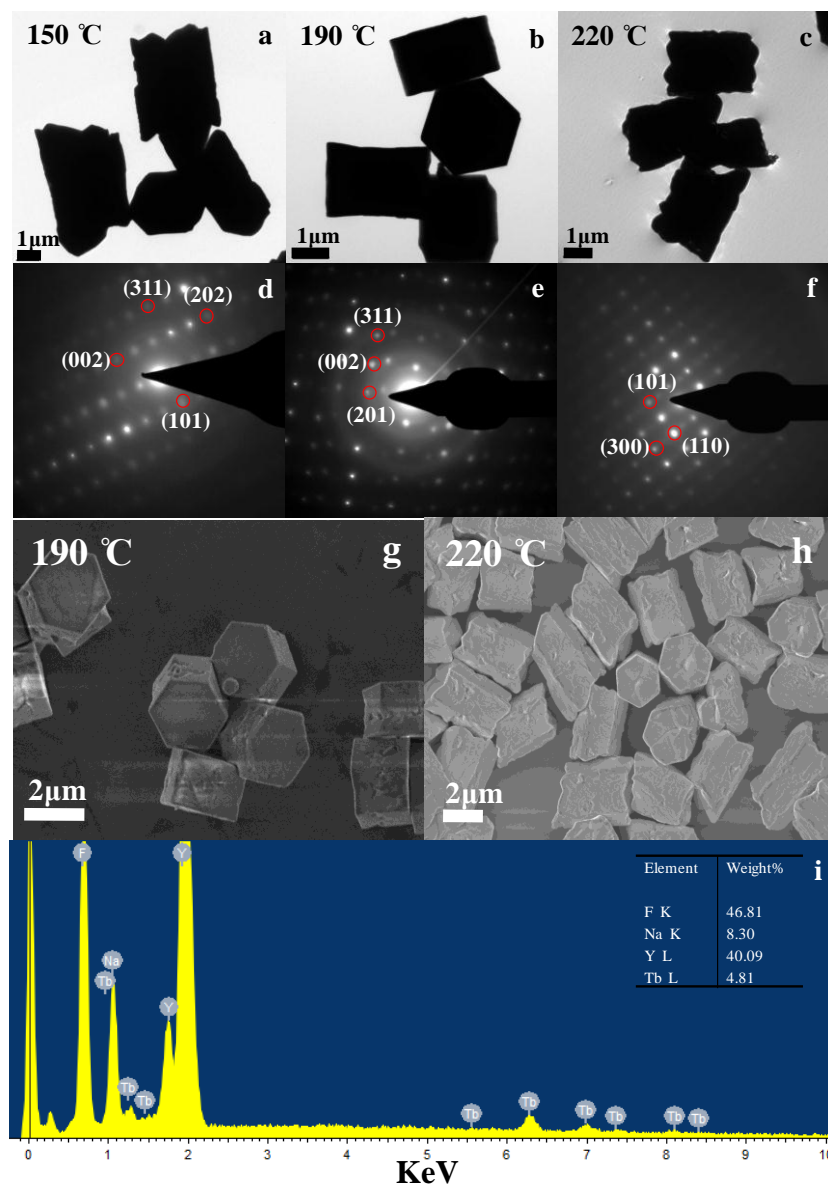 150 ℃ a
190 ℃ b
220 ℃ c
1μm
1μm
1μm
(311)
(202)
d
(002)
(101)
(311)
e
(002)
(201)
f
(101)
(300)
(110)
190 ℃ g
2μm
220 ℃ h
2μm
i
Element Weight%
F K 46.81
Na K 8.30
Y L 40.09
Tb L 4.81
F
Y
Na
Tb
Y
Tb
Tb
Tb
Tb
Tb
Tb
Tb
Tb
0 1 2 3 4 5 6 7 8 9 10
KeV